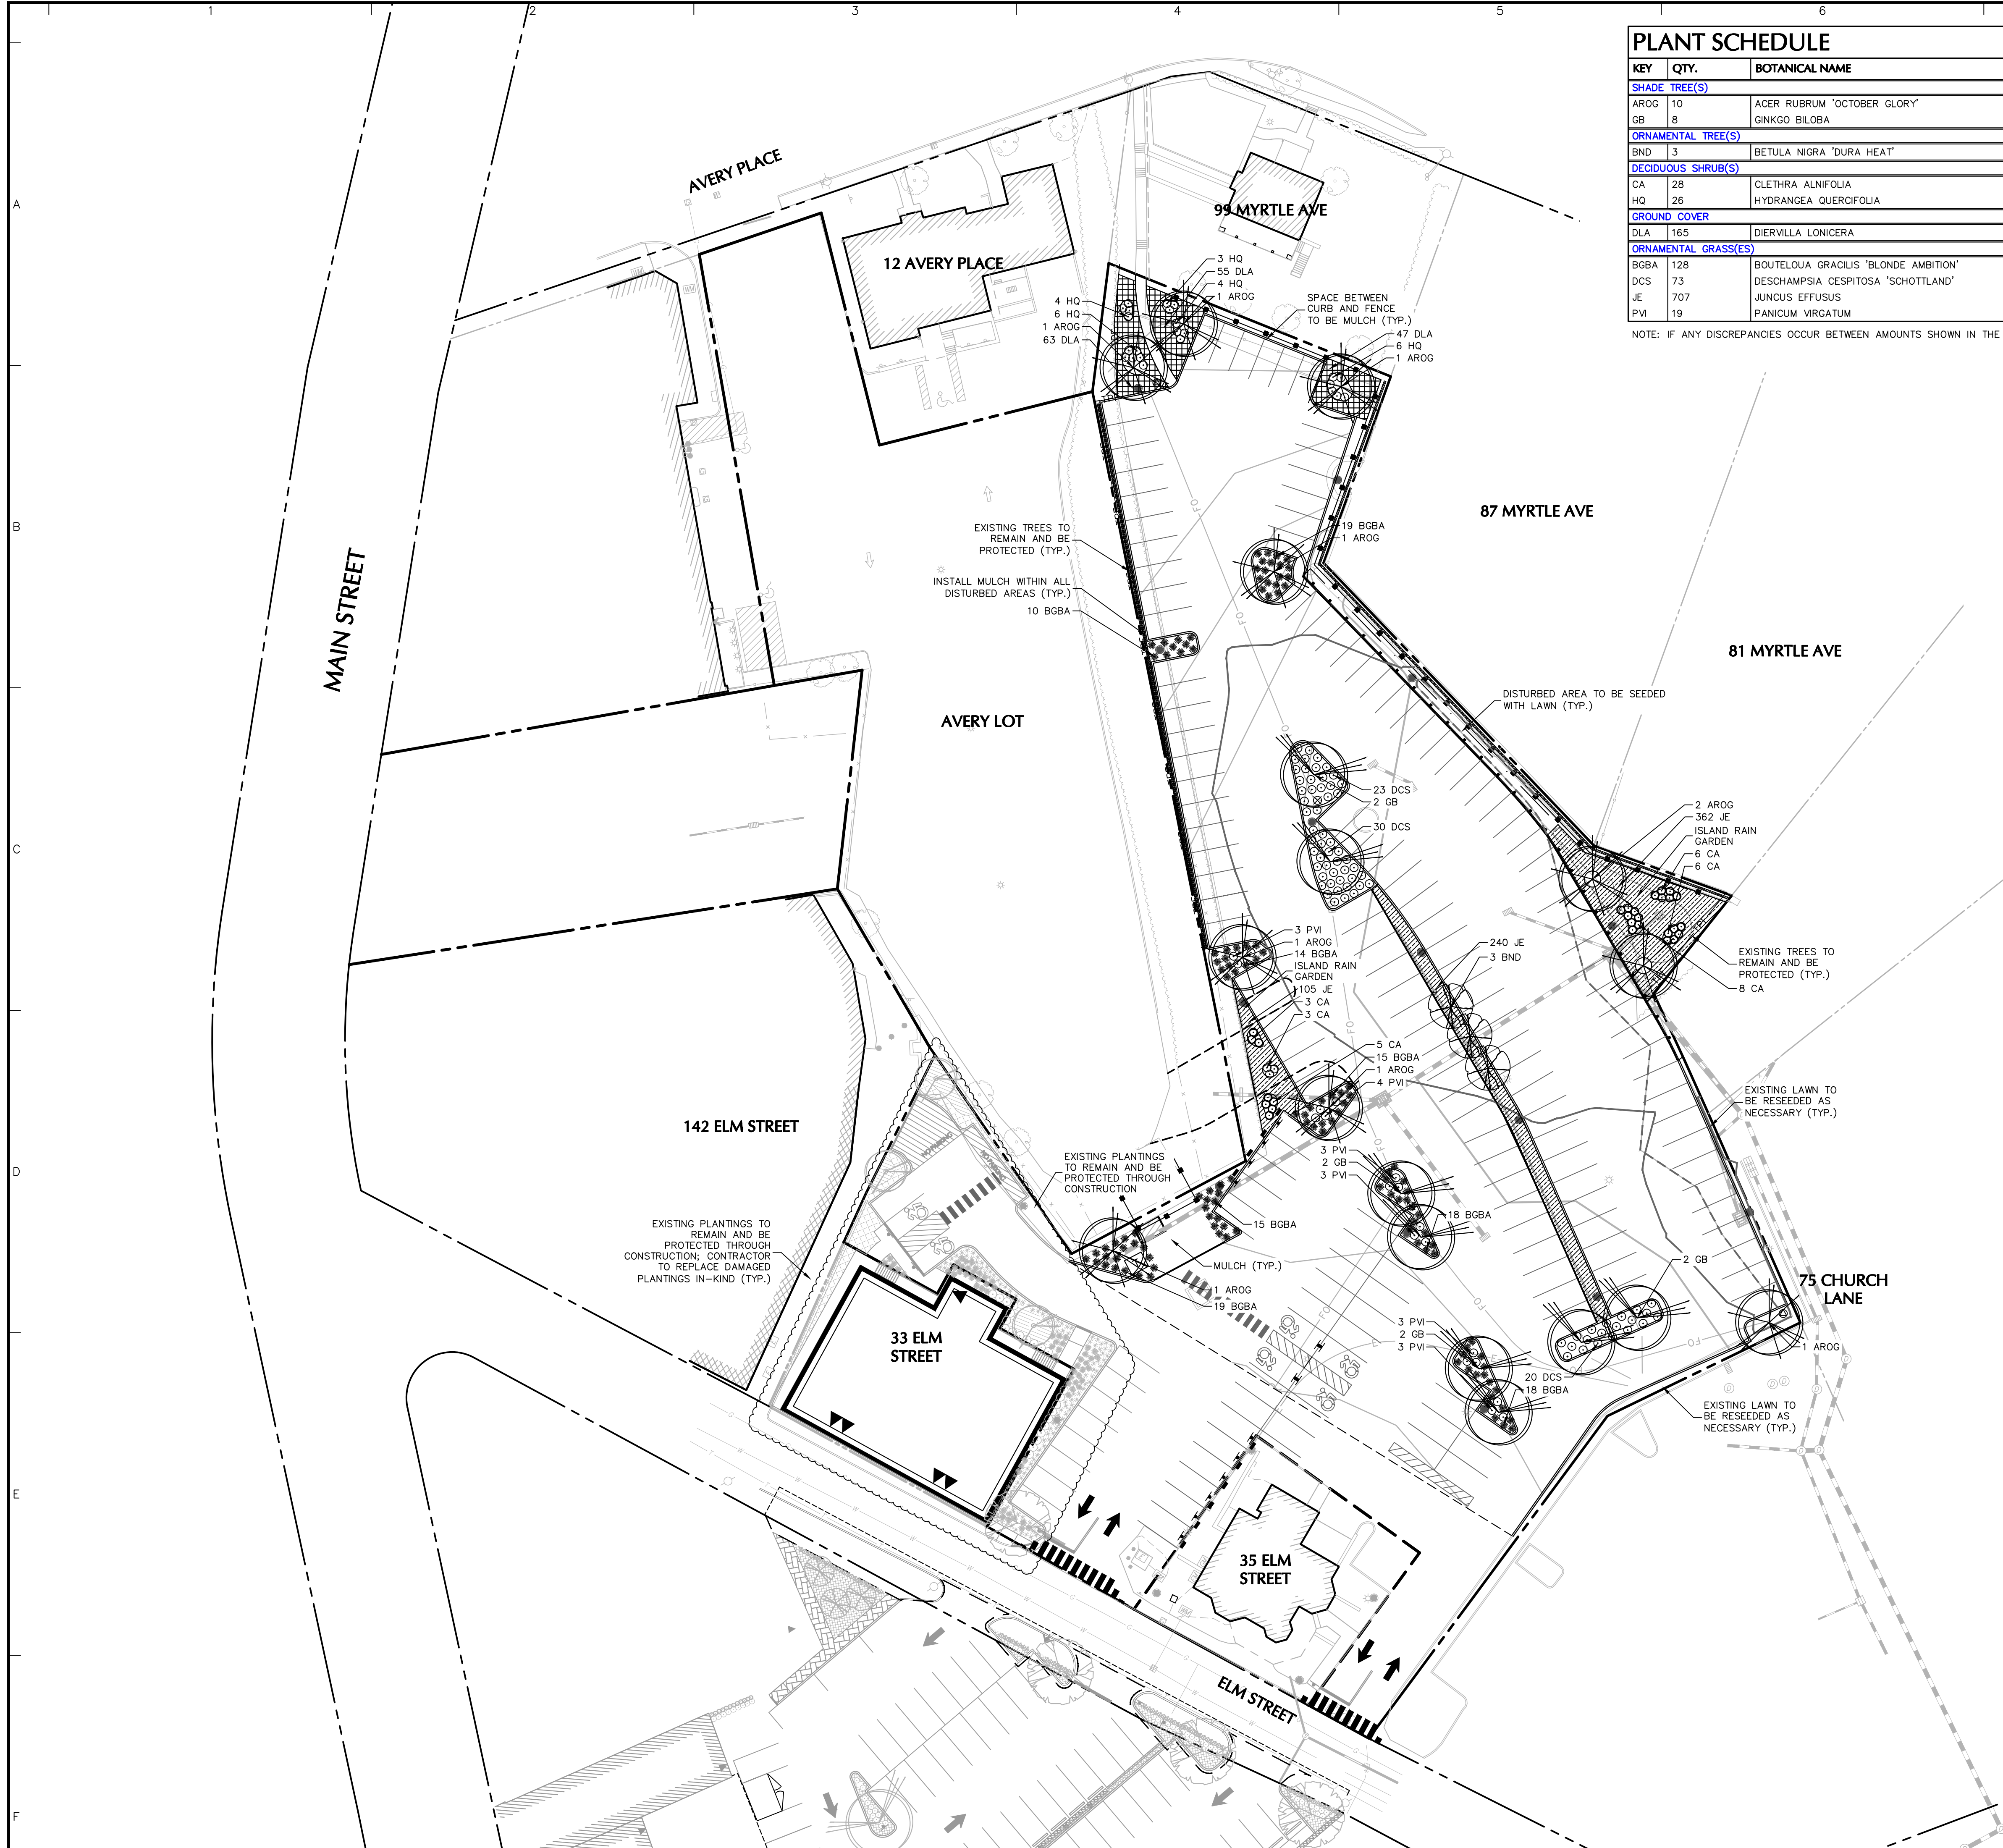 1
2
3
4
5
6
A
B
C
D
E
F
PLANT SCHEDULE
KEY QTY. BOTANICAL NAME
SHADE TREE(S)
AROG 10 ACER RUBRUM 'OCTOBER GLORY'
GB 8 GINKGO BILOBA
ORNAMENTAL TREE(S)
BND 3 BETULA NIGRA 'DURA HEAT'
DECIDUOUS SHRUB(S)
CA 28 CLETHRA ALNIFOLIA
HQ 26 HYDRANGEA QUERCIFOLIA
GROUND COVER
DLA 165 DIERVILLA LONICERA
ORNAMENTAL GRASS(ES)
BGBA 128 BOUTELOUA GRACILIS 'BLONDE AMBITION'
DCS 73 DESCHAMPSIA CESPITOSA 'SCHOTTLAND'
JE 707 JUNCUS EFFUSUS
PVI 19 PANICUM VIRGATUM
NOTE: IF ANY DISCREPANCIES OCCUR BETWEEN AMOUNTS SHOWN IN THE
AVERY PLACE
99 MYRTLE AVE
12 AVERY PLACE
3 HQ
55 DLA
4 HQ
1 AROG
4 HQ
6 HQ
1 AROG
63 DLA
SPACE BETWEEN
CURB AND FENCE
TO BE MULCH (TYP.)
47 DLA
6 HQ
1 AROG
87 MYRTLE AVE
EXISTING TREES TO
REMAIN AND BE
PROTECTED (TYP.)
19 BGBA
1 AROG
INSTALL MULCH WITHIN ALL
DISTURBED AREAS (TYP.)
10 BGBA
MAIN STREET
81 MYRTLE AVE
DISTURBED AREA TO BE SEEDED
WITH LAWN (TYP.)
AVERY LOT
23 DCS
2 GB
30 DCS
2 AROG
362 JE
ISLAND RAIN
GARDEN
6 CA
6 CA
3 PVI
1 AROG
14 BGBA
ISLAND RAIN
GARDEN
105 JE
3 CA
3 CA
240 JE
3 BND
EXISTING TREES TO
REMAIN AND BE
PROTECTED (TYP.)
8 CA
5 CA
15 BGBA
1 AROG
4 PVI
EXISTING LAWN TO
BE RESEEDED AS
NECESSARY (TYP.)
142 ELM STREET
NO PARKING
NO PARKING
EXISTING PLANTINGS
TO REMAIN AND BE
PROTECTED THROUGH
CONSTRUCTION
3 PVI
2 GB
3 PVI
18 BGBA
15 BGBA
EXISTING PLANTINGS TO
REMAIN AND BE
PROTECTED THROUGH
CONSTRUCTION; CONTRACTOR
TO REPLACE DAMAGED
PLANTINGS IN-KIND (TYP.)
MULCH (TYP.)
1 AROG
19 BGBA
2 GB
75 CHURCH
LANE
33 ELM
STREET
3 PVI
2 GB
3 PVI
1 AROG
20 DCS
18 BGBA
EXISTING LAWN TO
BE RESEEDED AS
NECESSARY (TYP.)
35 ELM
STREET
ELM STREET